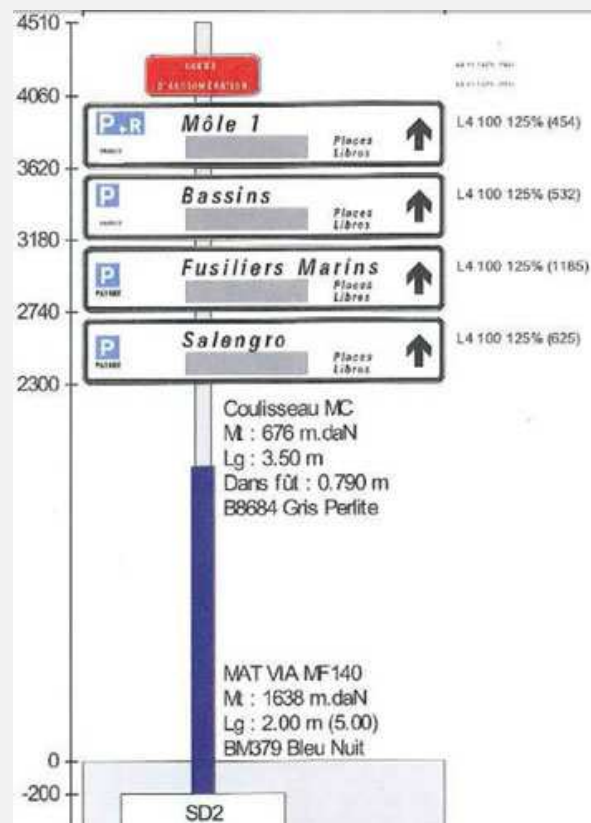 4510
4060
3620
3180
2740
2300
0
-200
D'AGGLOMÉRATION
P+R
Môle 1
Places
Libres
L4 100 125% (454)
P
Bassins
Places
Libres
L4 100 125% (532)
P
Fusiliers Marins
Places
Libres
L4 100 125% (1185)
P
Salengro
Places
Libres
L4 100 125% (625)
Coulisseau MC
Mt : 676 m.daN
Lg : 3.50 m
Dans fût : 0.790 m
B8684 Gris Perlite
MAT VIA MF140
Mt : 1638 m.daN
Lg : 2.00 m (5.00)
BM379 Bleu Nuit
SD2